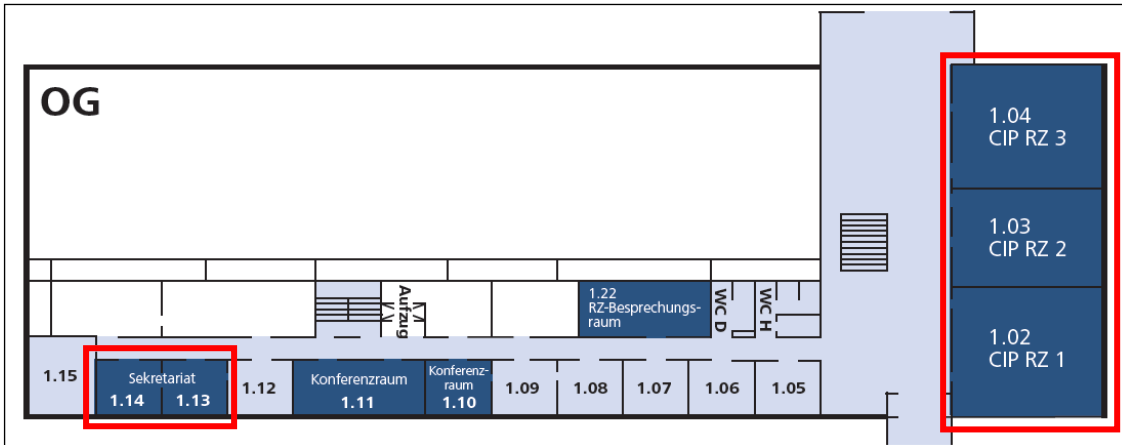 OG
1.04
CIP RZ 3
1.03
CIP RZ 2
1.02
CIP RZ 1
Aufzug
1.22
RZ-Besprechungs-
raum
WC D
WC H
1.15
Sekretariat
1.14
1.13
1.12
Konferenzraum
1.11
Konferenz-
raum
1.10
1.09
1.08
1.07
1.06
1.05